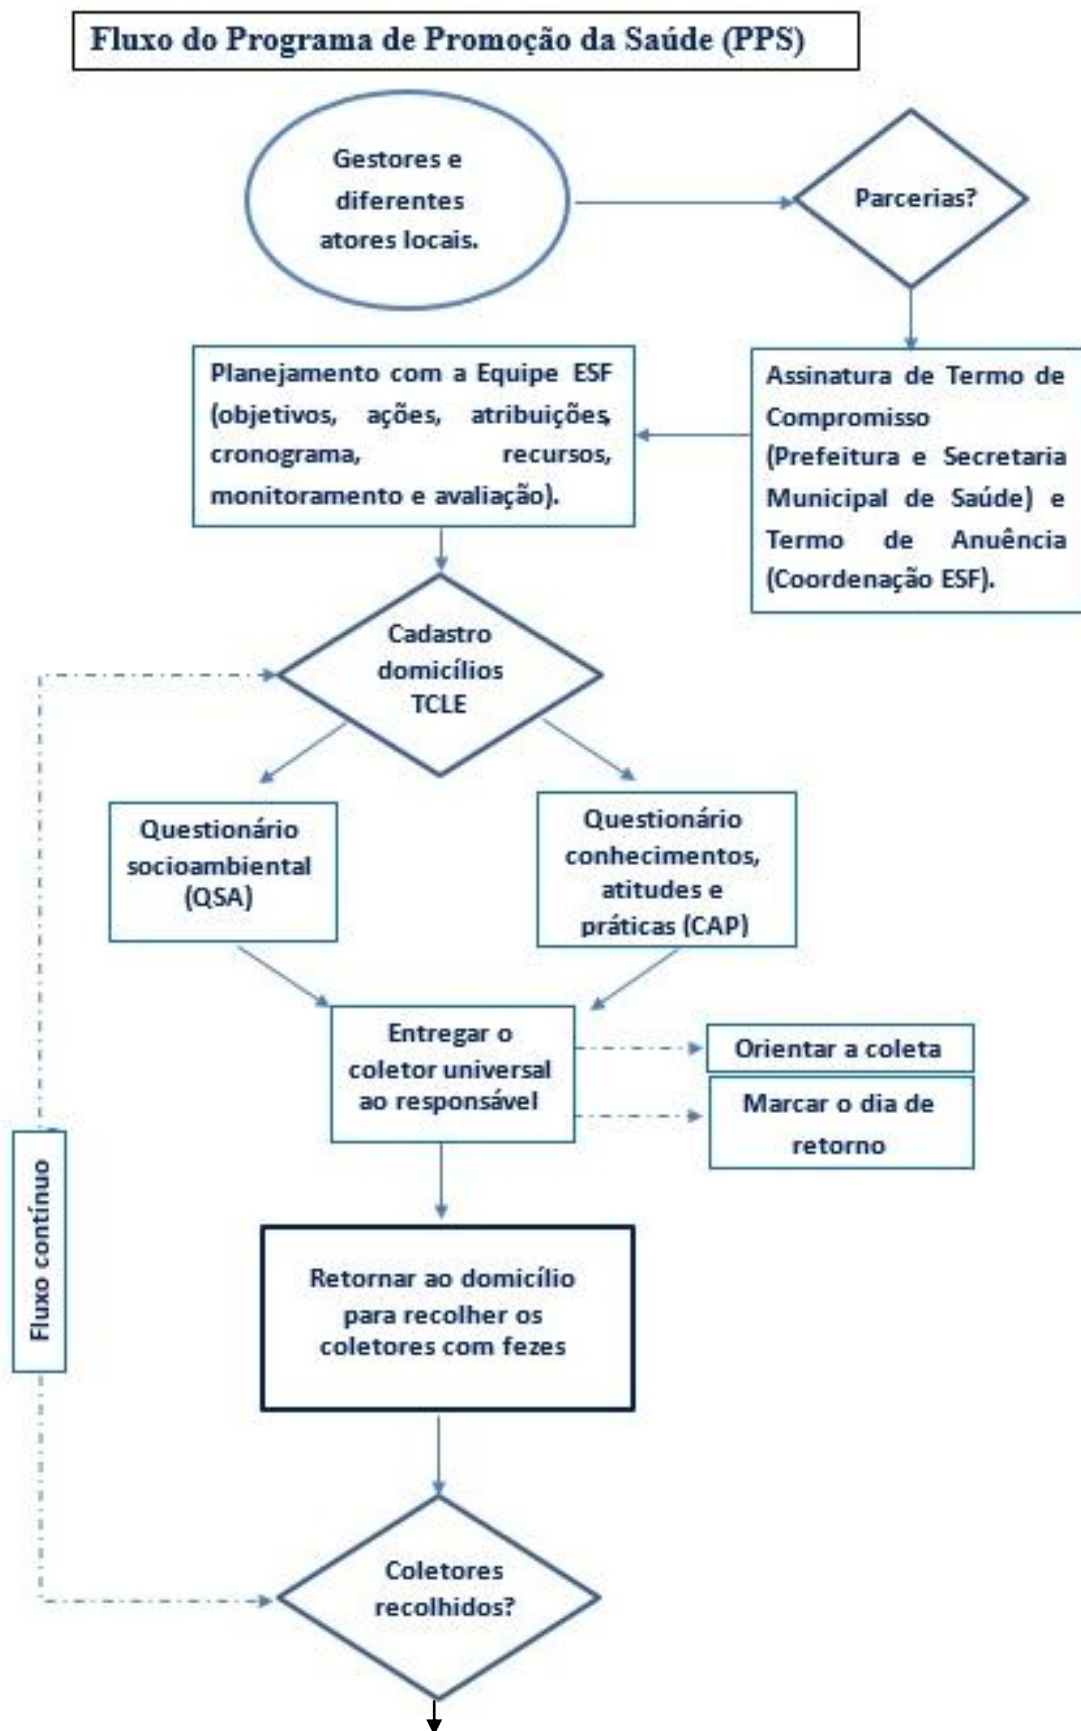 Fluxo do Programa de Promoção da Saúde (PPS)
Gestores e
diferentes
atores locais.
Parcerias?
Assinatura de Termo de
Compromisso
(Prefeitura e Secretaria
Municipal de Saúde) e
Termo de Anuência
(Coordenação ESF).
Planejamento com a Equipe ESF
(objetivos, ações, atribuições,
cronograma, recursos,
monitoramento e avaliação).
Cadastro
domicílios
TCLE
Questionário
socioambiental
(QSA)
Questionário
conhecimentos,
atitudes e
práticas (CAP)
Entregar o
coletor universal
ao responsável
Orientar a coleta
Marcar o dia de
retorno
Fluxo contínuo
Retornar ao domicílio
para recolher os
coletores com fezes
Coletores
recolhidos?